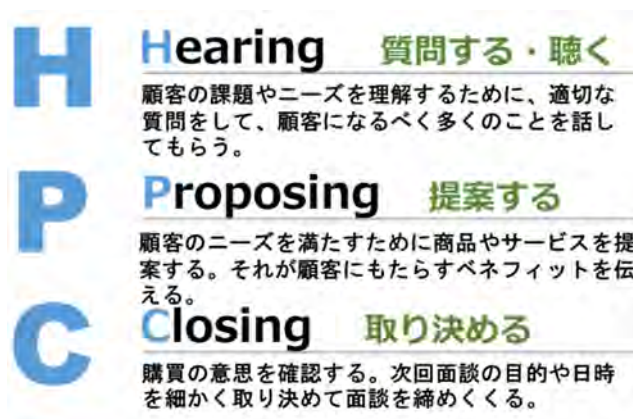 H
Hearing 質問する・聴く
顧客の課題やニーズを理解するために、適切な
質問をして、顧客になるべく多くのことを話し
てもらう。
P
Proposing 提案する
顧客のニーズを満たすために商品やサービスを提
案する。それが顧客にもたらすベネフィットを伝
える。
C
Closing 取り決める
購買の意思を確認する。次回面談の目的や日時
を細かく取り決めて面談を締めくくる。